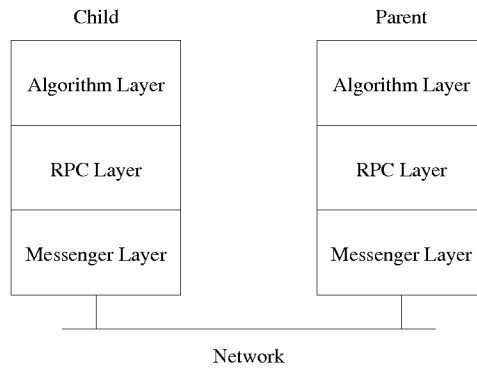 Child
Parent
Algorithm Layer
Algorithm Layer
RPC Layer
RPC Layer
Messenger Layer
Messenger Layer
Network